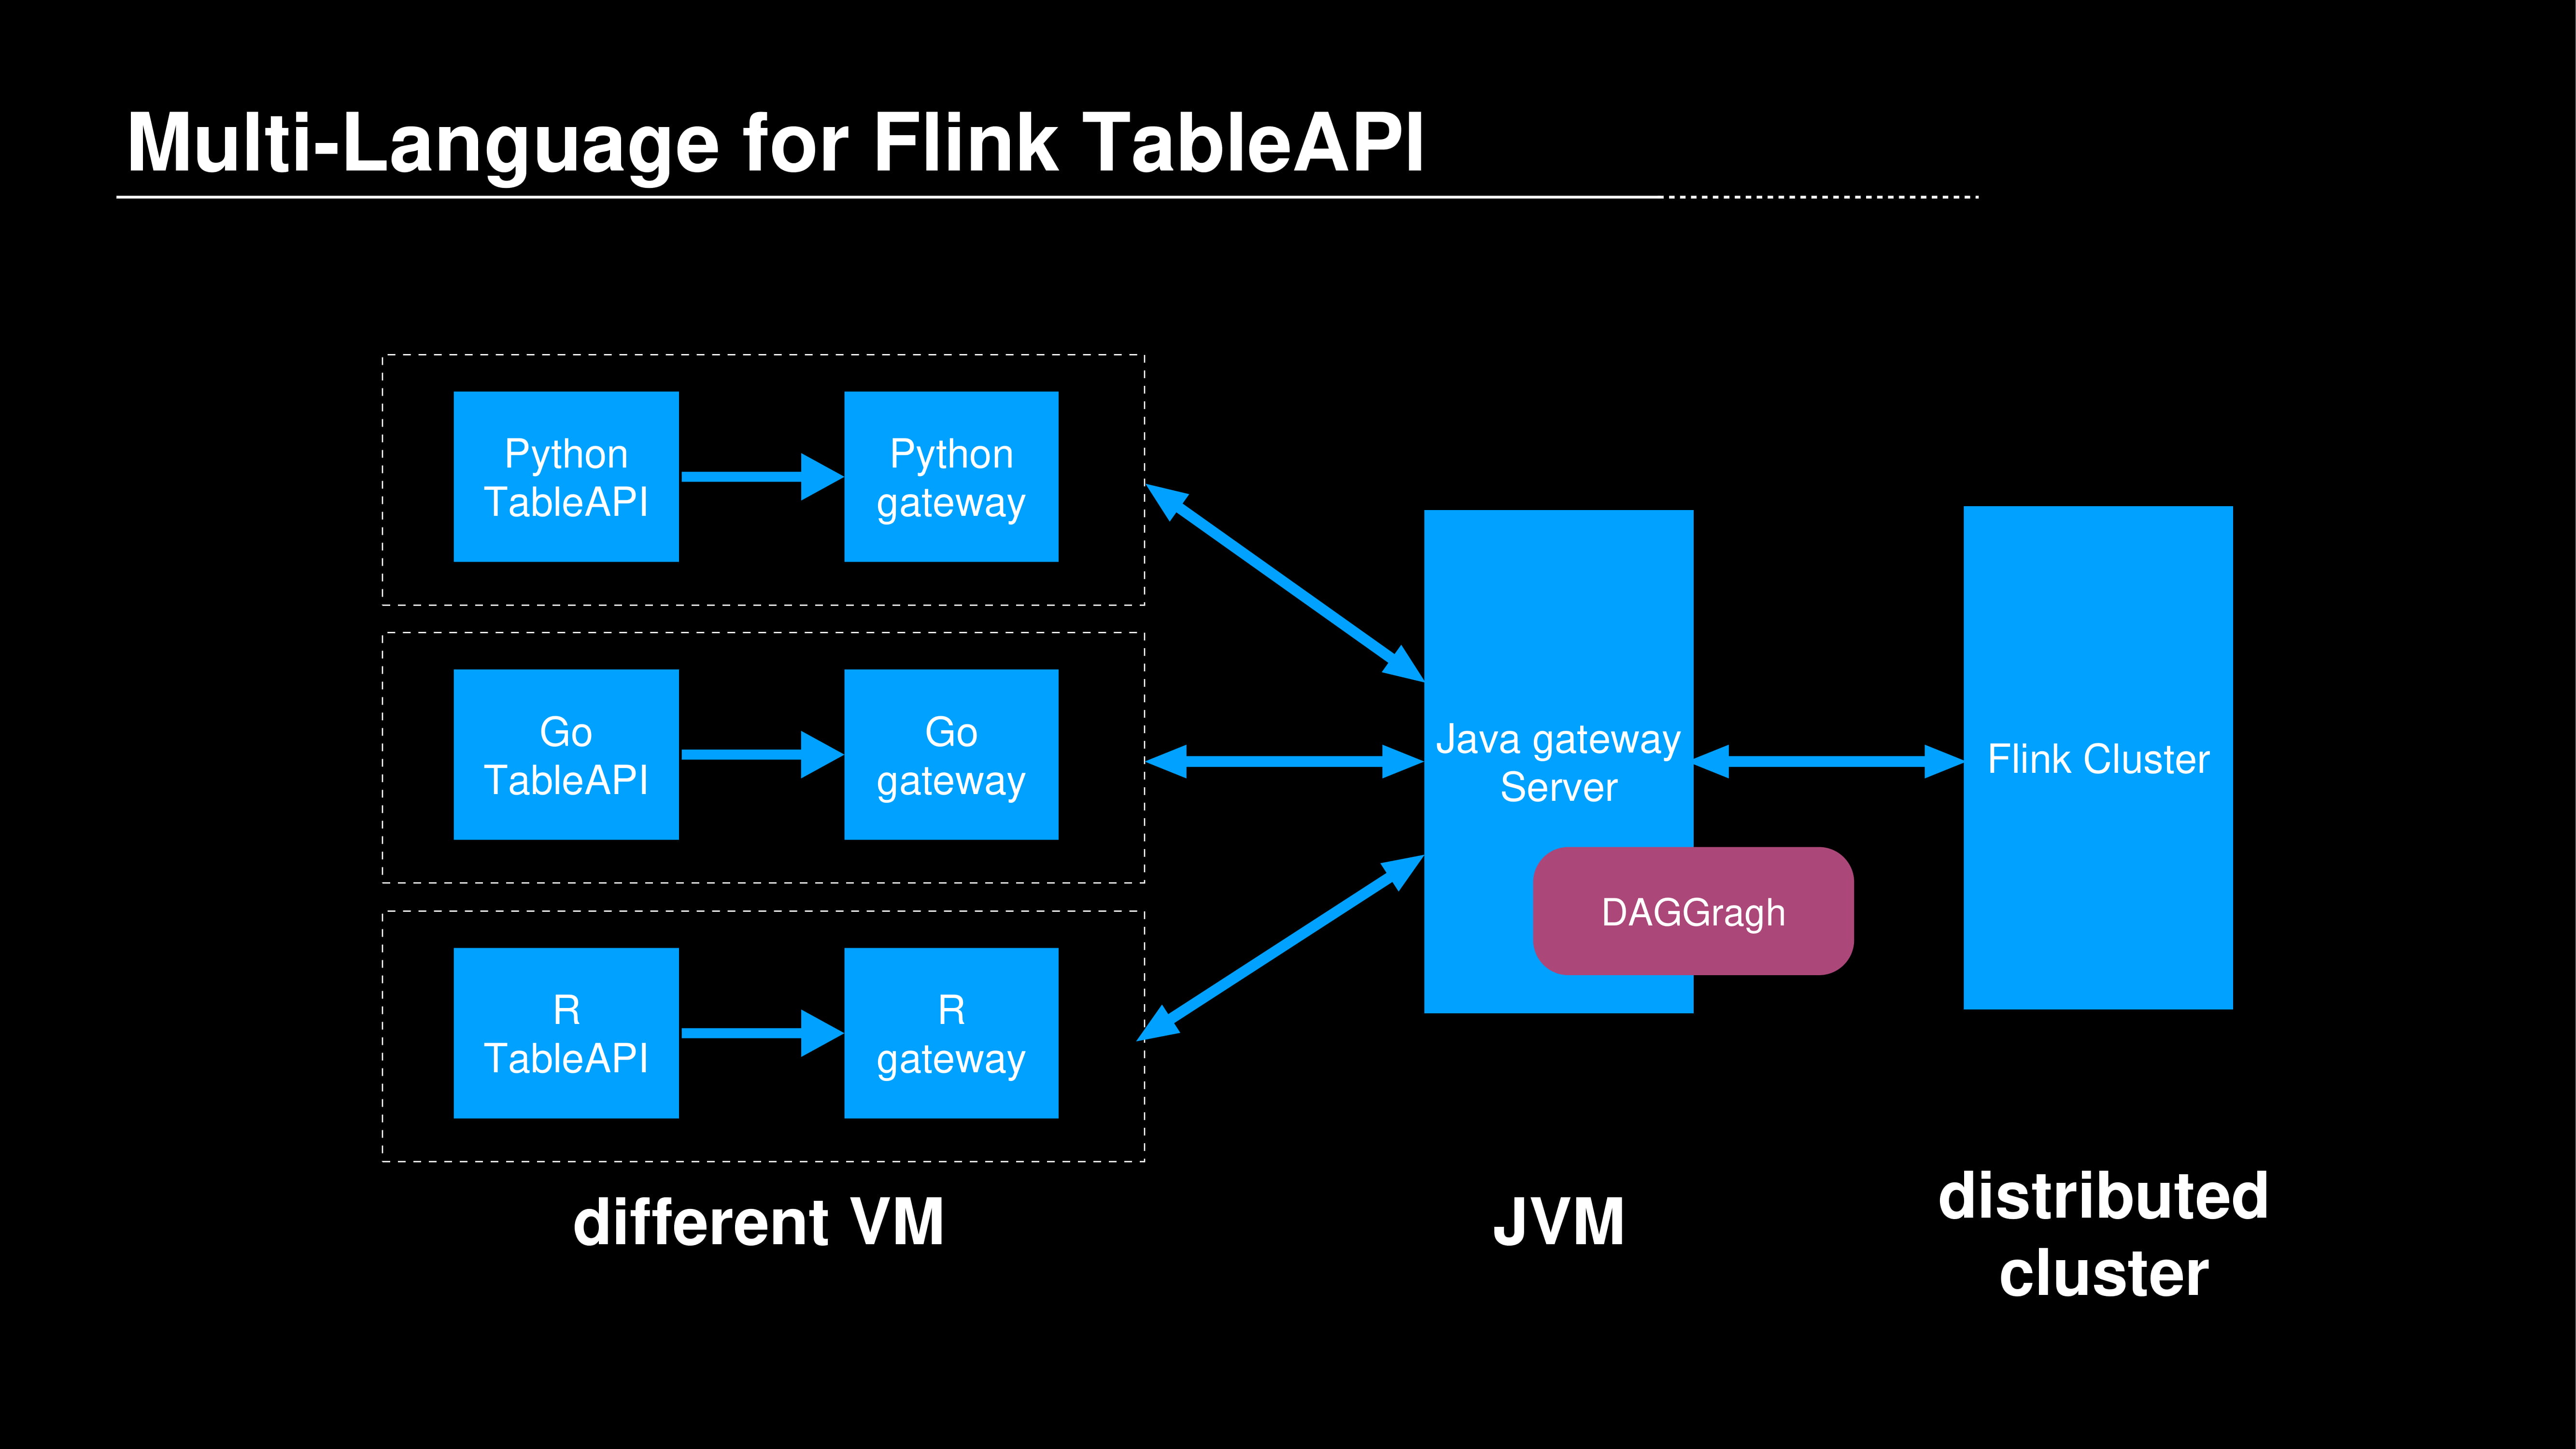 Multi-Language for Flink TableAPI
Python
TableAPI
Python
gateway
Go
TableAPI
Go
gateway
R
TableAPI
R
gateway
Java gateway
Server
DAGGragh
Flink Cluster
different VM
JVM
distributed
cluster